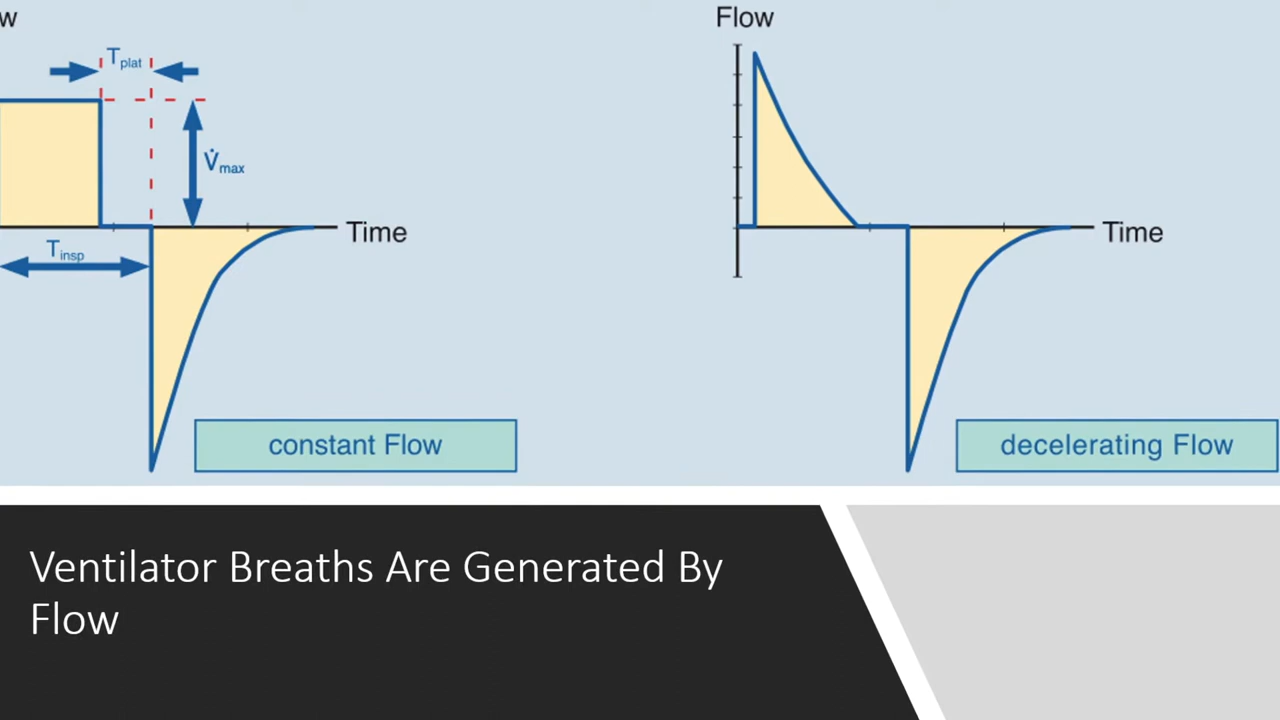 w
Flow
Tplat
V̇max
Time
Time
Tinsp
constant Flow
decelerating Flow
Ventilator Breaths Are Generated By
Flow